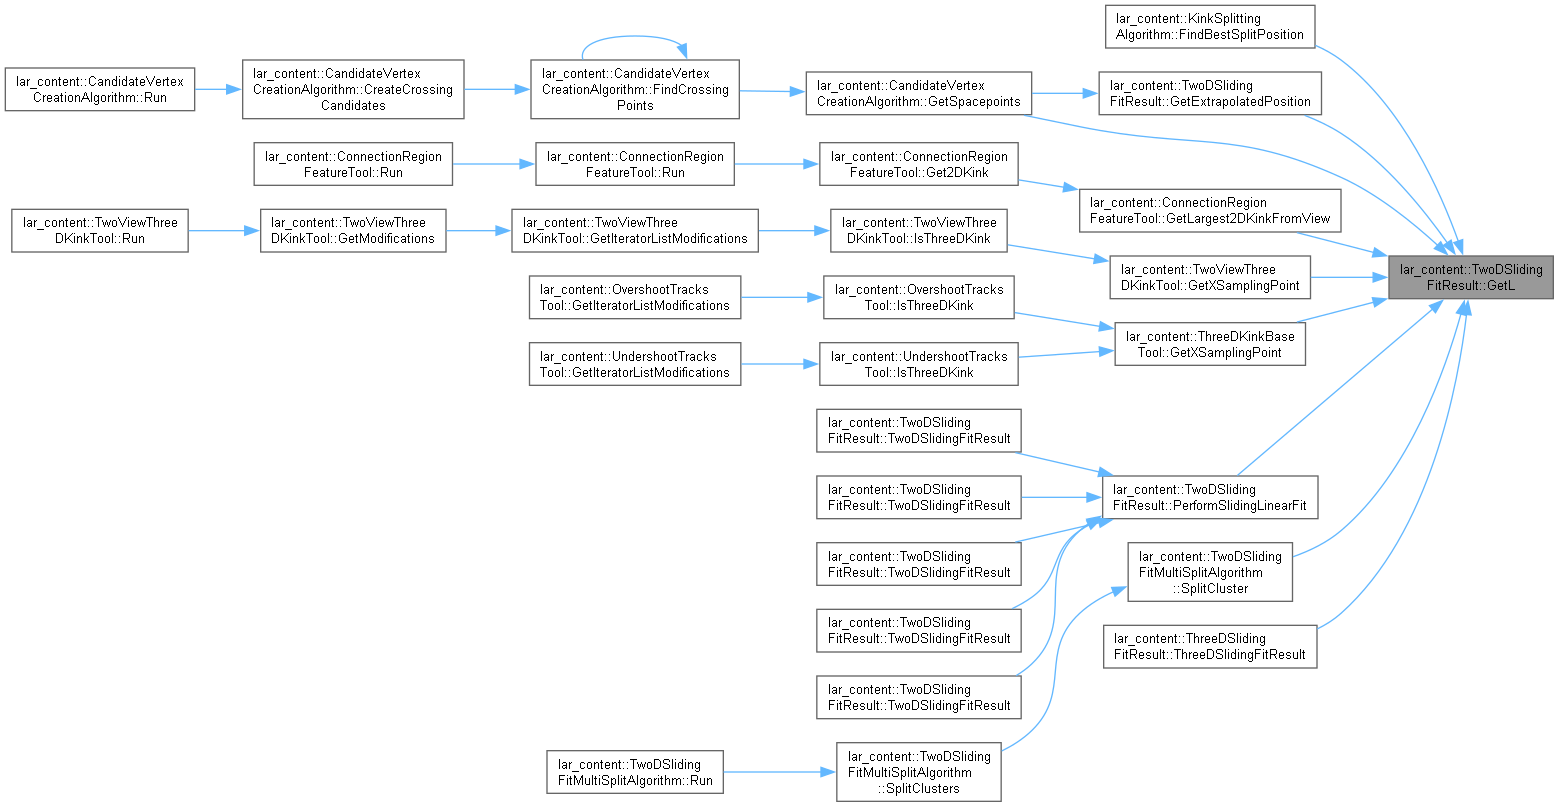 lar_content::KinkSplitting
Algorithm::FindBestSplitPosition
lar_content::CandidateVertex
CreationAlgorithm::Run
lar_content::CandidateVertex
CreationAlgorithm::CreateCrossing
Candidates
lar_content::CandidateVertex
CreationAlgorithm::FindCrossing
Points
lar_content::CandidateVertex
CreationAlgorithm::GetSpacepoints
lar_content::TwoDSliding
FitResult::GetExtrapolatedPosition
lar_content::ConnectionRegion
FeatureTool::Run
lar_content::ConnectionRegion
FeatureTool::Run
lar_content::ConnectionRegion
FeatureTool::Get2DKink
lar_content::ConnectionRegion
FeatureTool::GetLargest2DKinkFromView
lar_content::TwoViewThree
DKinkTool::Run
lar_content::TwoViewThree
DKinkTool::GetModifications
lar_content::TwoViewThree
DKinkTool::GetIteratorListModifications
lar_content::TwoViewThree
DKinkTool::IsThreeDKink
lar_content::TwoViewThree
DKinkTool::GetXSamplingPoint
lar_content::TwoDSliding
FitResult::GetL
lar_content::OvershootTracks
Tool::GetIteratorListModifications
lar_content::OvershootTracks
Tool::IsThreeDKink
lar_content::ThreeDKinkBase
Tool::GetXSamplingPoint
lar_content::UndershootTracks
Tool::GetIteratorListModifications
lar_content::UndershootTracks
Tool::IsThreeDKink
lar_content::TwoDSliding
FitResult::TwoDSlidingFitResult
lar_content::TwoDSliding
FitResult::TwoDSlidingFitResult
lar_content::TwoDSliding
FitResult::PerformSlidingLinearFit
lar_content::TwoDSliding
FitResult::TwoDSlidingFitResult
lar_content::TwoDSliding
FitMultiSplitAlgorithm
::SplitCluster
lar_content::TwoDSliding
FitResult::TwoDSlidingFitResult
lar_content::ThreeDSliding
FitResult::ThreeDSlidingFitResult
lar_content::TwoDSliding
FitResult::TwoDSlidingFitResult
lar_content::TwoDSliding
FitMultiSplitAlgorithm::Run
lar_content::TwoDSliding
FitMultiSplitAlgorithm
::SplitClusters